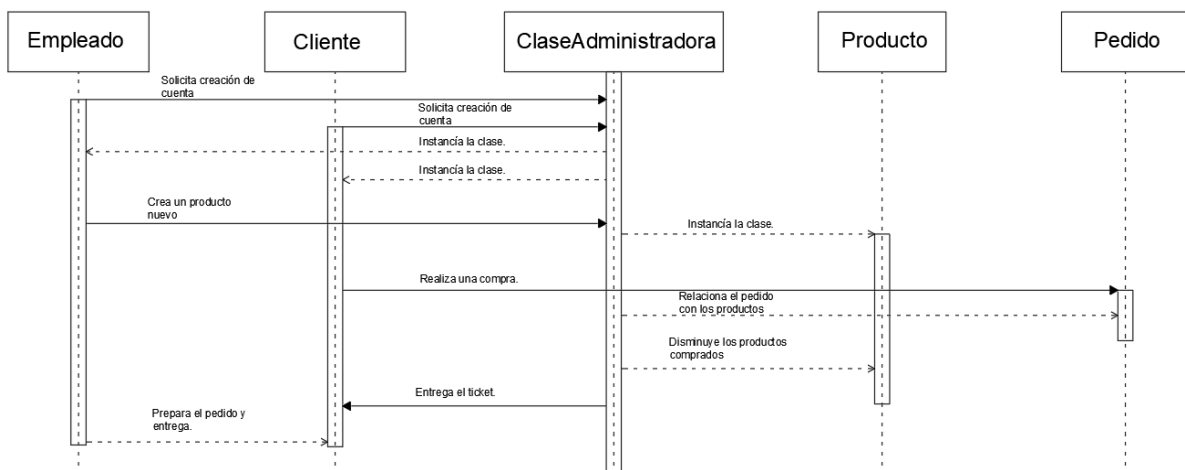 Empleado
Cliente
ClaseAdministradora
Producto
Pedido
Solicita creación de
cuenta
Solicita creación de
cuenta
Instancía la clase.
Instancía la clase.
Crea un producto
nuevo
Instancía la clase.
Realiza una compra.
Relaciona el pedido
con los productos
Disminuye los productos
comprados
Entrega el ticket.
Prepara el pedido y
entrega.